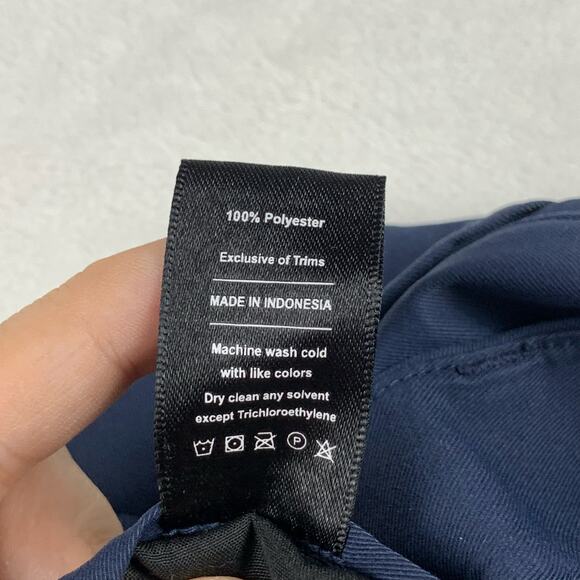 100% Polyester
Exclusive of Trims
MADE IN INDONESIA
Machine wash cold
with like colors
Dry clean any solvent
except Trichloroethylene
P